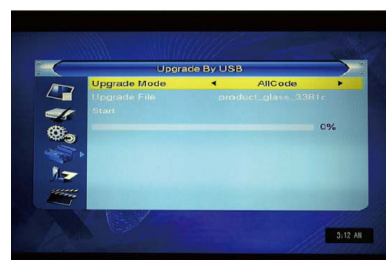 Upgrade By USB
Upgrade Mode ◄ AllCode ►
Upgrade File product_glass_3381c
Start
0%
3:12 AM